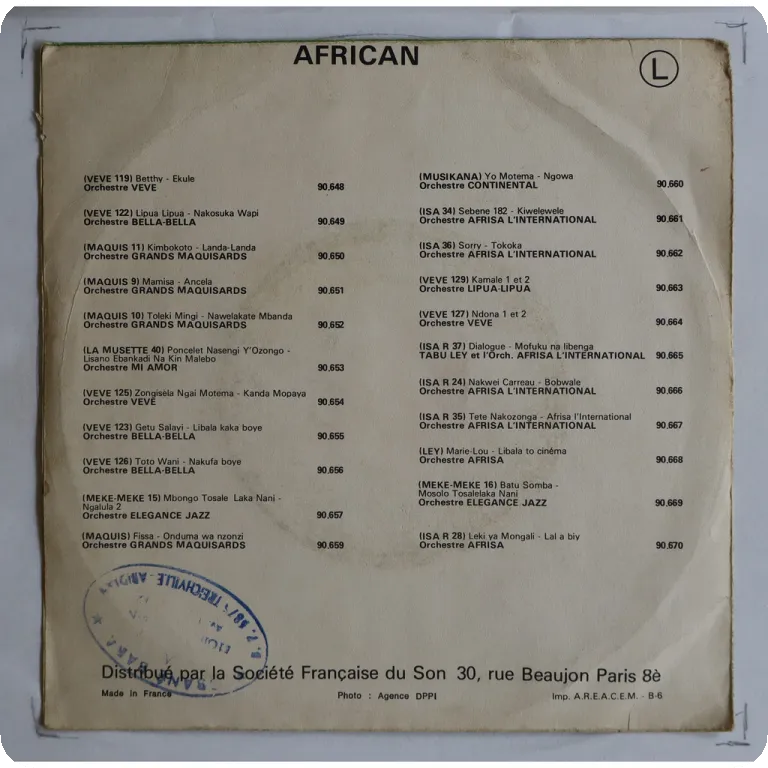 AFRICAN
L
(VEVE 119) Betthy - Ekule
Orchestre VEVE 90.648
(VEVE 122) Lipua Lipua - Nakosuka Wapi
Orchestre BELLA-BELLA 90.649
(MAQUIS 11) Kimbokoto - Landa-Landa
Orchestre GRANDS MAQUISARDS 90.650
(MAQUIS 9) Mamisa - Ancela
Orchestre GRANDS MAQUISARDS 90.651
(MAQUIS 10) Toleki Mingi - Nawelakate Mbanda
Orchestre GRANDS MAQUISARDS 90.652
(LA MUSETTE 40) Poncelet Nasengi Y'Ozongo -
Lisano Ebankadi Na Kin Malebo
Orchestre MI AMOR 90.653
(VEVE 125) Zongisèla Ngai Motema - Kanda Mopaya
Orchestre VEVE 90.654
(VEVE 123) Getu Salayi - Libala kaka boye
Orchestre BELLA-BELLA 90.655
(VEVE 126) Toto Wani - Nakufa boye
Orchestre BELLA-BELLA 90.656
(MEKE-MEKE 15) Mbongo Tosale Laka Nani -
Ngalula 2
Orchestre ELEGANCE JAZZ 90.657
(MAQUIS) Fissa - Onduma wa nzonzi
Orchestre GRANDS MAQUISARDS 90.659
(MUSIKANA) Yo Motema - Ngowa
Orchestre CONTINENTAL 90.660
(ISA 34) Sebene 182 - Kiwelewele
Orchestre AFRISA L'INTERNATIONAL 90.661
(ISA 36) Sorry - Tokoka
Orchestre AFRISA L'INTERNATIONAL 90.662
(VEVE 129) Kamale 1 et 2
Orchestre LIPUA-LIPUA 90.663
(VEVE 127) Ndona 1 et 2
Orchestre VEVE 90.664
(ISA R 37) Dialogue - Mofuku na libenga
TABU LEY et l'Orch. AFRISA L'INTERNATIONAL 90.665
(ISA R 24) Nakwei Carreau - Bobwale
Orchestre AFRISA L'INTERNATIONAL 90.666
(ISA R 35) Tete Nakozonga - Afrisa l'International
Orchestre AFRISA L'INTERNATIONAL 90.667
(LEY) Marie-Lou - Libala to cinéma
Orchestre AFRISA 90.668
(MEKE-MEKE 16) Batu Somba -
Mosolo Tosalelaka Nani
Orchestre ELEGANCE JAZZ 90.669
(ISA R 28) Leki ya Mongali - Lal a biy
Orchestre AFRISA 90.670
TREICHVILLE
Distribué par la Société Française du Son 30, rue Beaujon Paris 8è
Made in France Photo : Agence DPPI Imp. A.R.E.A.C.E.M. - B-6